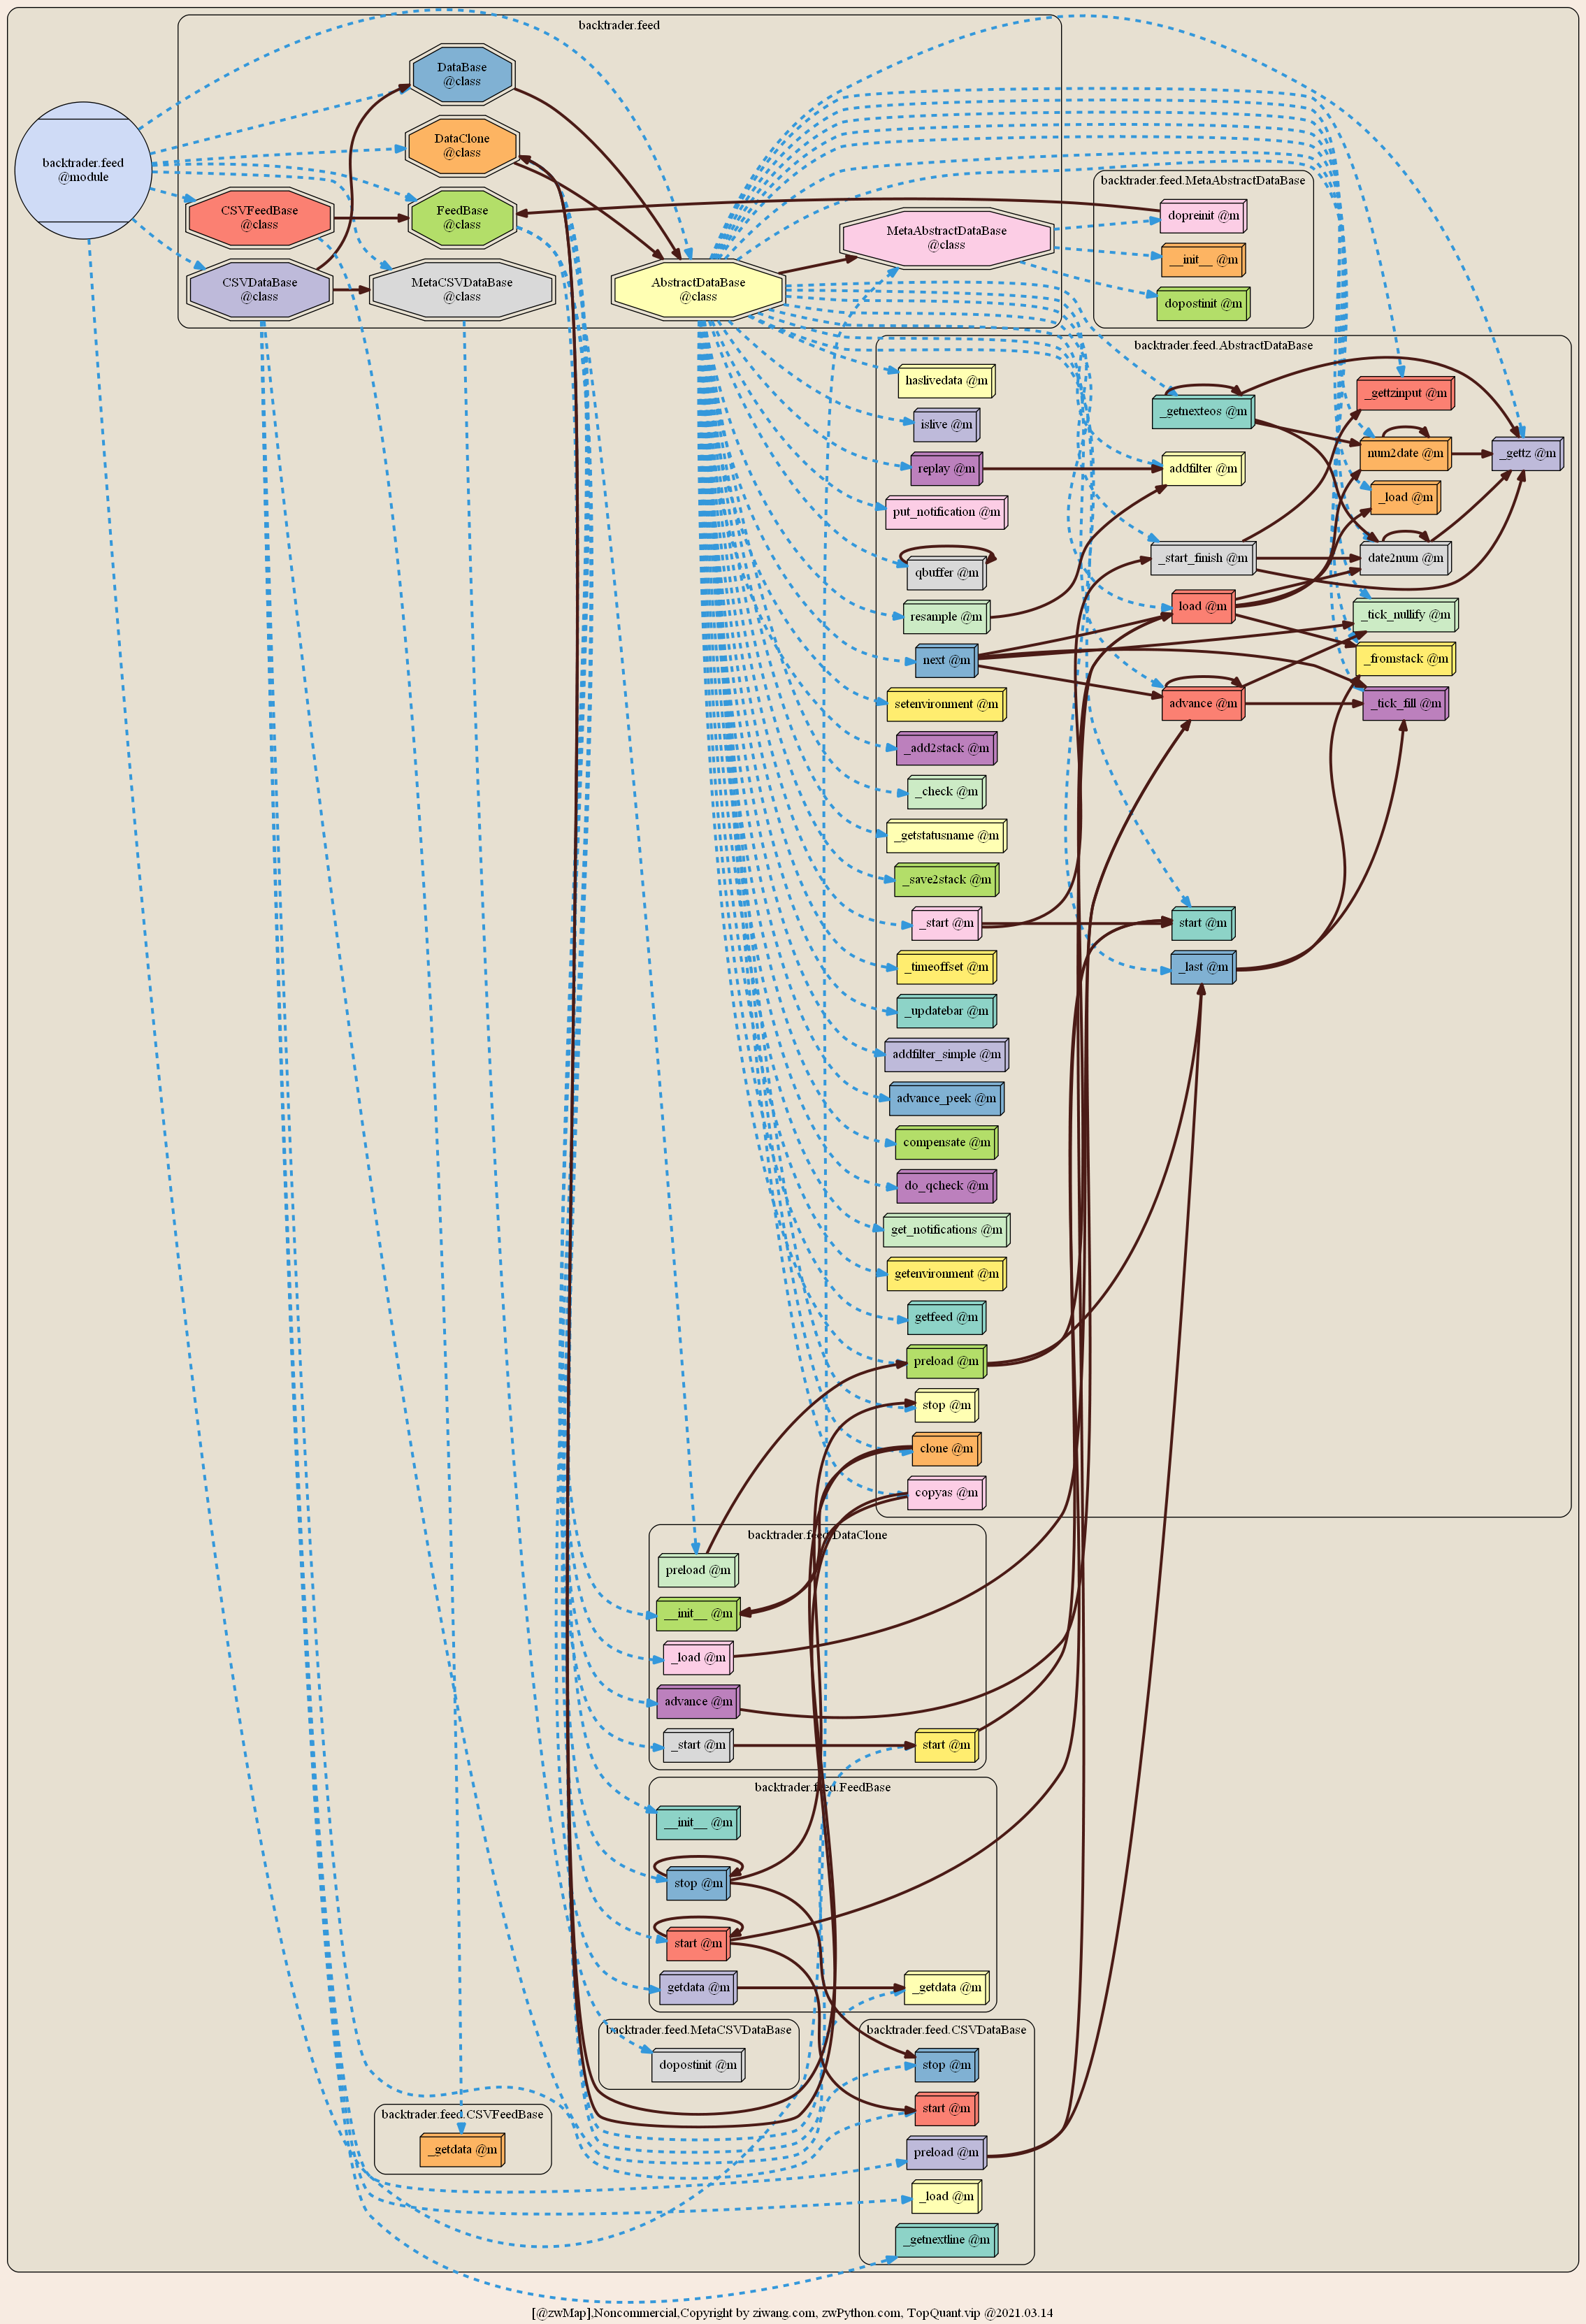 backtrader.feed
DataBase
@class
DataClone
@class
backtrader.feed
@module
CSVFeedBase
@class
FeedBase
@class
CSVDataBase
@class
MetaCSVDataBase
@class
AbstractDataBase
@class
MetaAbstractDataBase
@class
backtrader.feed.MetaAbstractDataBase
dopreinit @m
__init__ @m
dopostinit @m
backtrader.feed.AbstractDataBase
haslivedata @m
islive @m
replay @m
put_notification @m
qbuffer @m
resample @m
next @m
setenvironment @m
_add2stack @m
_check @m
_getstatusname @m
_save2stack @m
_start @m
_timeoffset @m
_updatebar @m
addfilter_simple @m
advance_peek @m
compensate @m
do_qcheck @m
get_notifications @m
getenvironment @m
getfeed @m
preload @m
stop @m
clone @m
copyas @m
_getnexteos @m
addfilter @m
_start_finish @m
load @m
advance @m
start @m
_last @m
_gettzinput @m
num2date @m
_load @m
date2num @m
_tick_nullify @m
_fromstack @m
_tick_fill @m
_gettz @m
backtrader.feed.DataClone
preload @m
__init__ @m
_load @m
advance @m
_start @m
start @m
backtrader.feed.FeedBase
__init__ @m
stop @m
start @m
getdata @m
_getdata @m
backtrader.feed.MetaCSVDataBase
dopostinit @m
backtrader.feed.CSVDataBase
stop @m
start @m
preload @m
_load @m
_getnextline @m
backtrader.feed.CSVFeedBase
_getdata @m
[@zwMap],Noncommercial,Copyright by ziwang.com, zwPython.com, TopQuant.vip @2021.03.14